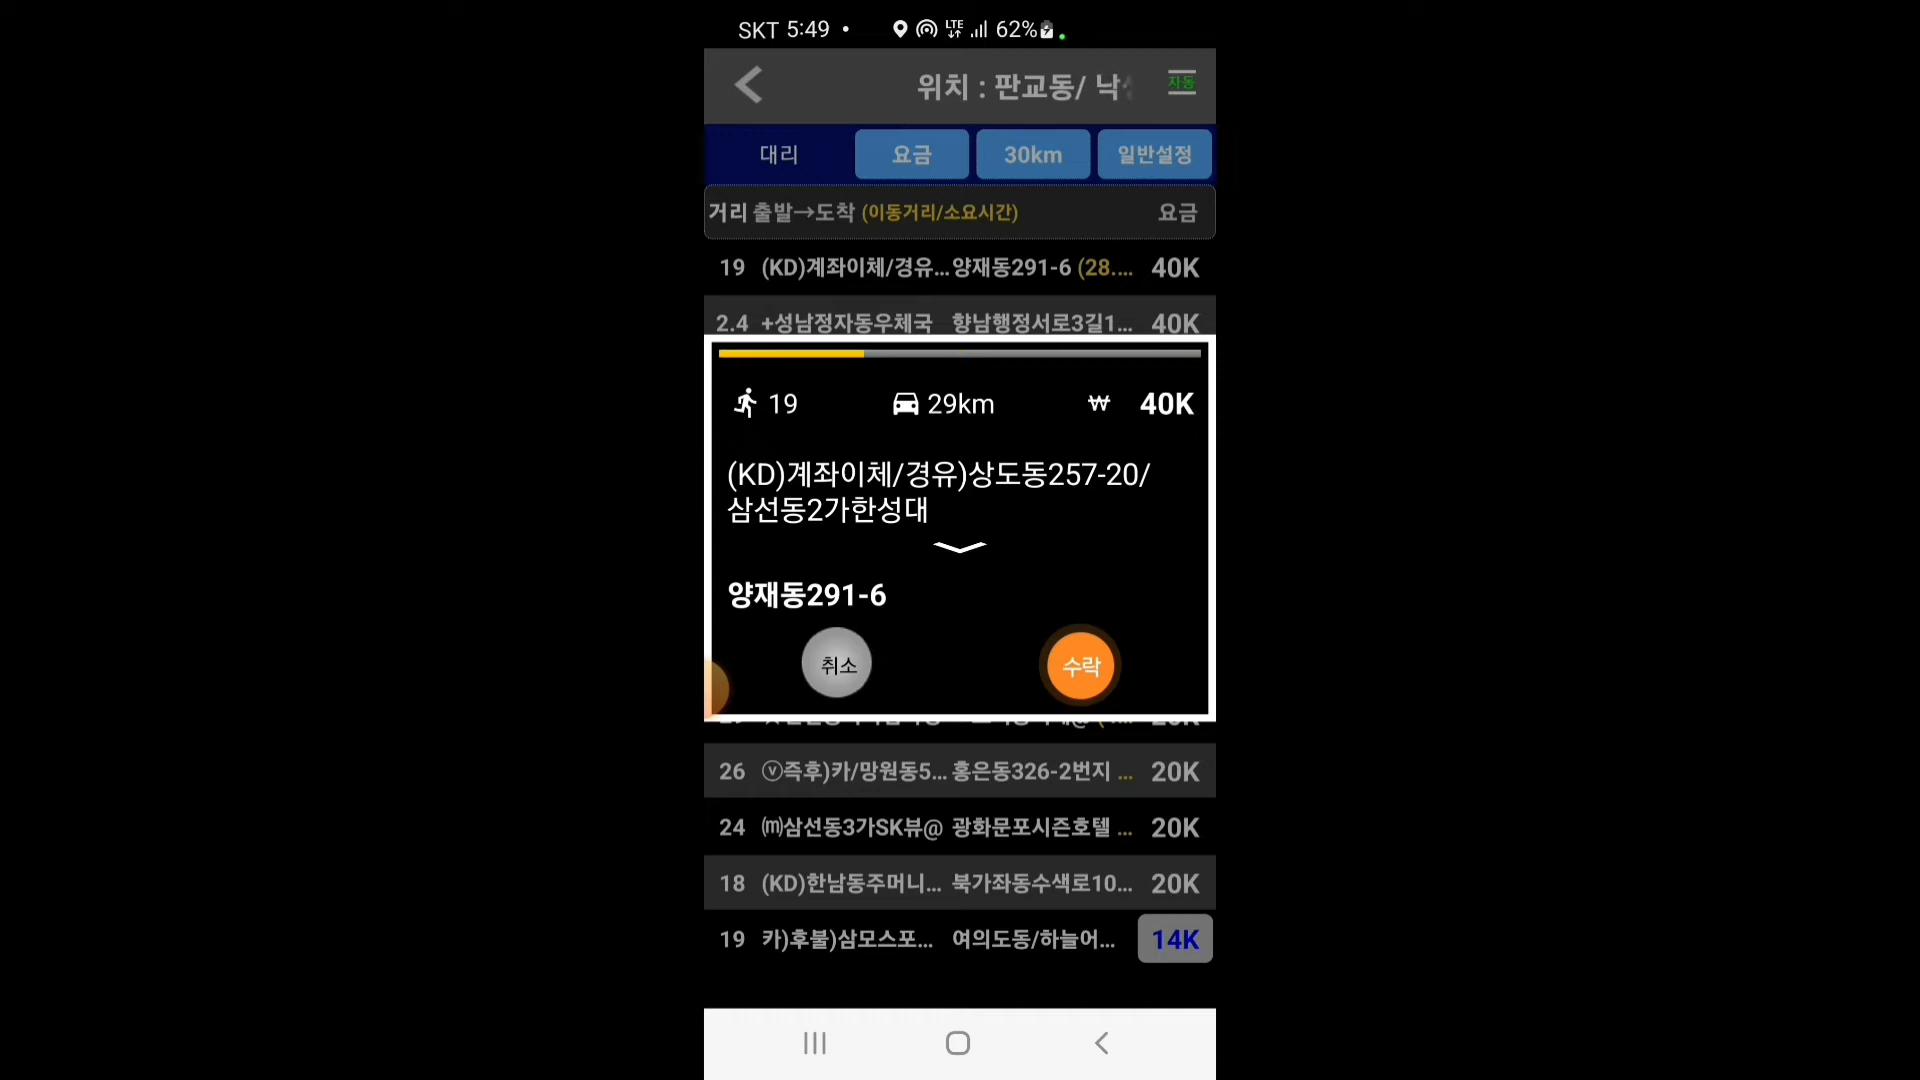 SKT 5:49 • LTE 62%
위치 : 판교동/ 낙
자동
대리 요금 30km 일반설정
거리 출발→도착 (이동거리/소요시간) 요금
19 (KD)계좌이체/경유... 양재동291-6 (28.... 40K
2.4 +성남정자동우체국 향남행정서로3길1... 40K
19 29km ₩ 40K
(KD)계좌이체/경유)상도동257-20/
삼선동2가한성대
양재동291-6
취소 수락
26 ⓥ즉후)카/망원동5... 홍은동326-2번지 ... 20K
24 ⒨삼선동3가SK뷰@ 광화문포시즌호텔 ... 20K
18 (KD)한남동주머니... 북가좌동수색로10... 20K
19 카)후불)삼모스포... 여의도동/하늘어... 14K